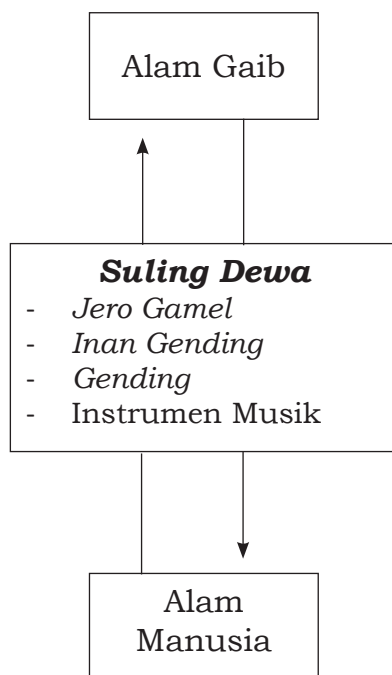 Alam Gaib
Suling Dewa
- Jero Gamel
- Inan Gending
- Gending
- Instrumen Musik
Alam
Manusia